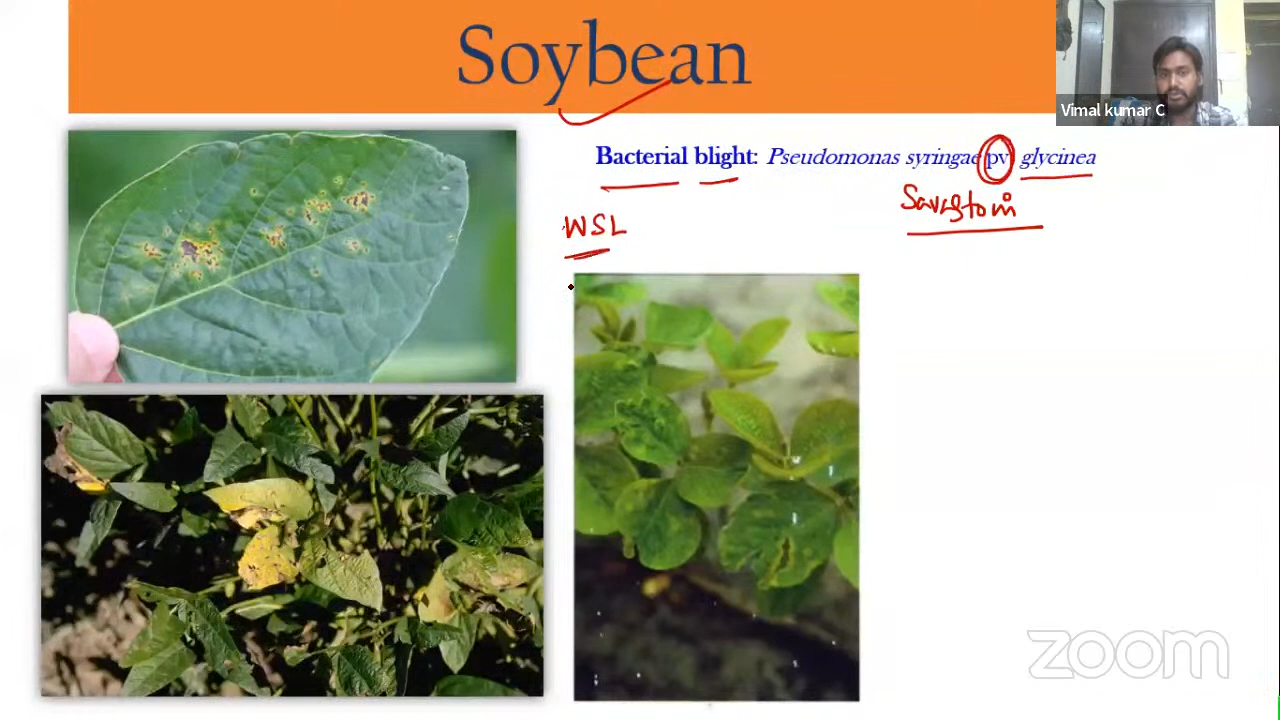 Soybean
Vimal kumar C
Bacterial blight: Pseudomonas syringae pv glycinea
WSL
zoom